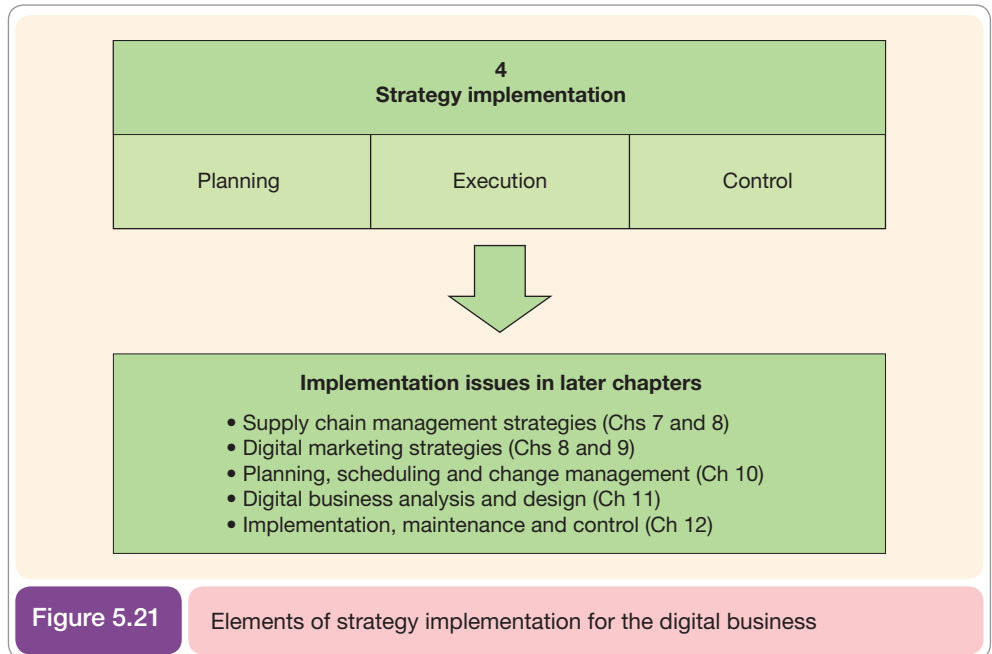 4
Strategy implementation
Planning
Execution
Control
Implementation issues in later chapters
• Supply chain management strategies (Chs 7 and 8)
• Digital marketing strategies (Chs 8 and 9)
• Planning, scheduling and change management (Ch 10)
• Digital business analysis and design (Ch 11)
• Implementation, maintenance and control (Ch 12)
Figure 5.21
Elements of strategy implementation for the digital business